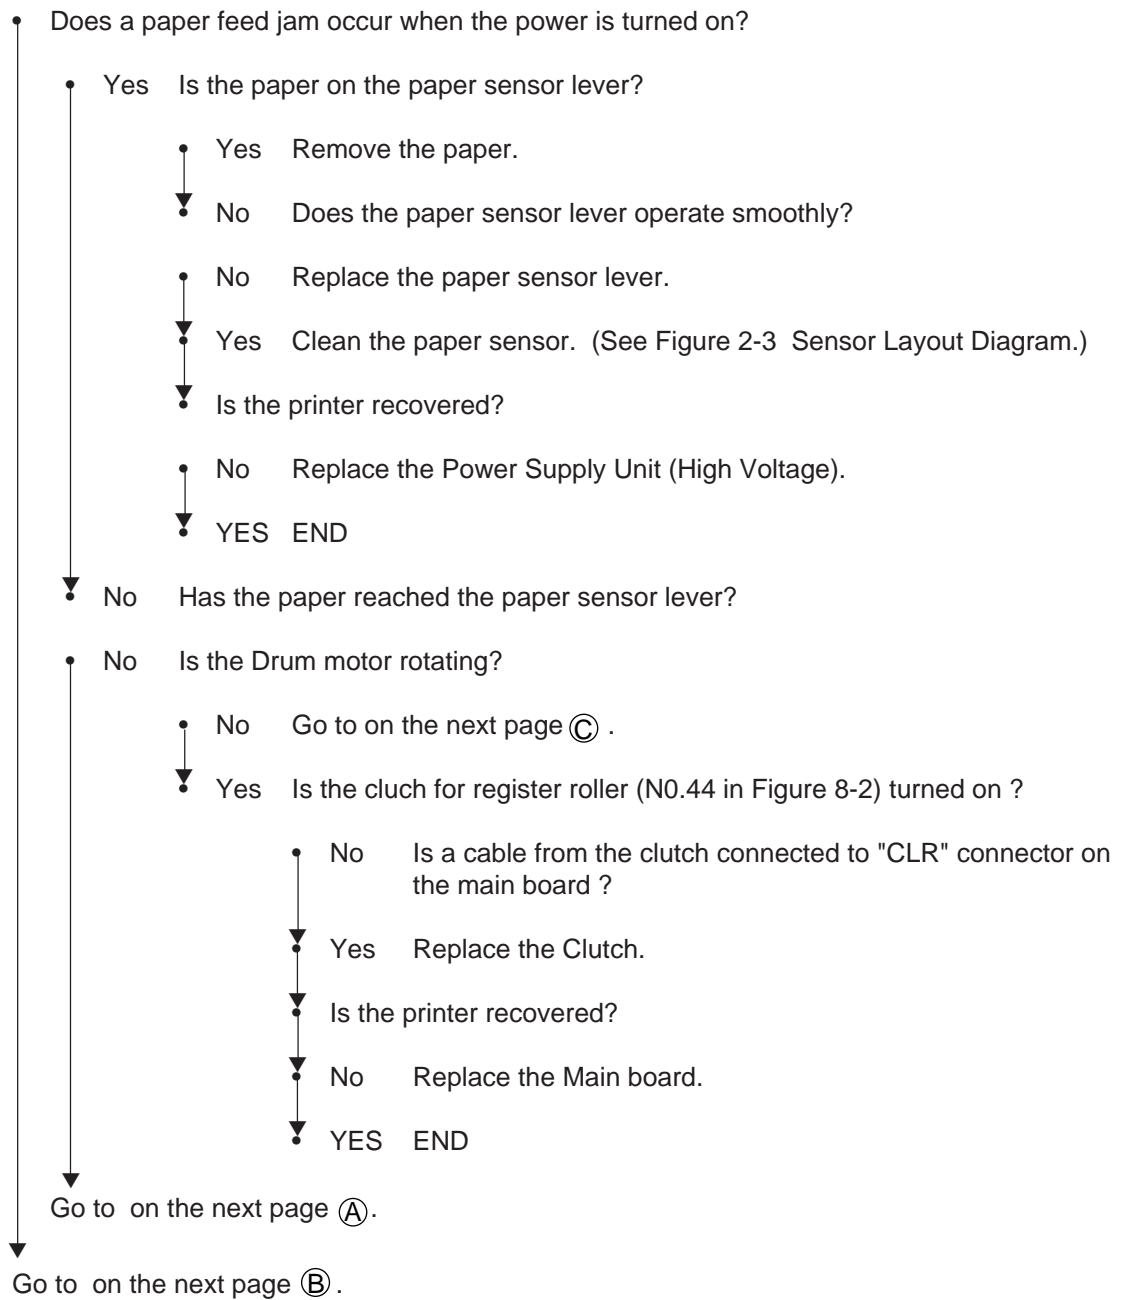 Does a paper feed jam occur when the power is turned on?
Yes Is the paper on the paper sensor lever?
Yes Remove the paper.
No Does the paper sensor lever operate smoothly?
No Replace the paper sensor lever.
Yes Clean the paper sensor. (See Figure 2-3 Sensor Layout Diagram.)
Is the printer recovered?
No Replace the Power Supply Unit (High Voltage).
YES END
No Has the paper reached the paper sensor lever?
No Is the Drum motor rotating?
No Go to on the next page Ⓒ .
Yes Is the cluch for register roller (N0.44 in Figure 8-2) turned on ?
No Is a cable from the clutch connected to "CLR" connector on
the main board ?
Yes Replace the Clutch.
Is the printer recovered?
No Replace the Main board.
YES END
Go to on the next page Ⓐ.
Go to on the next page Ⓑ .